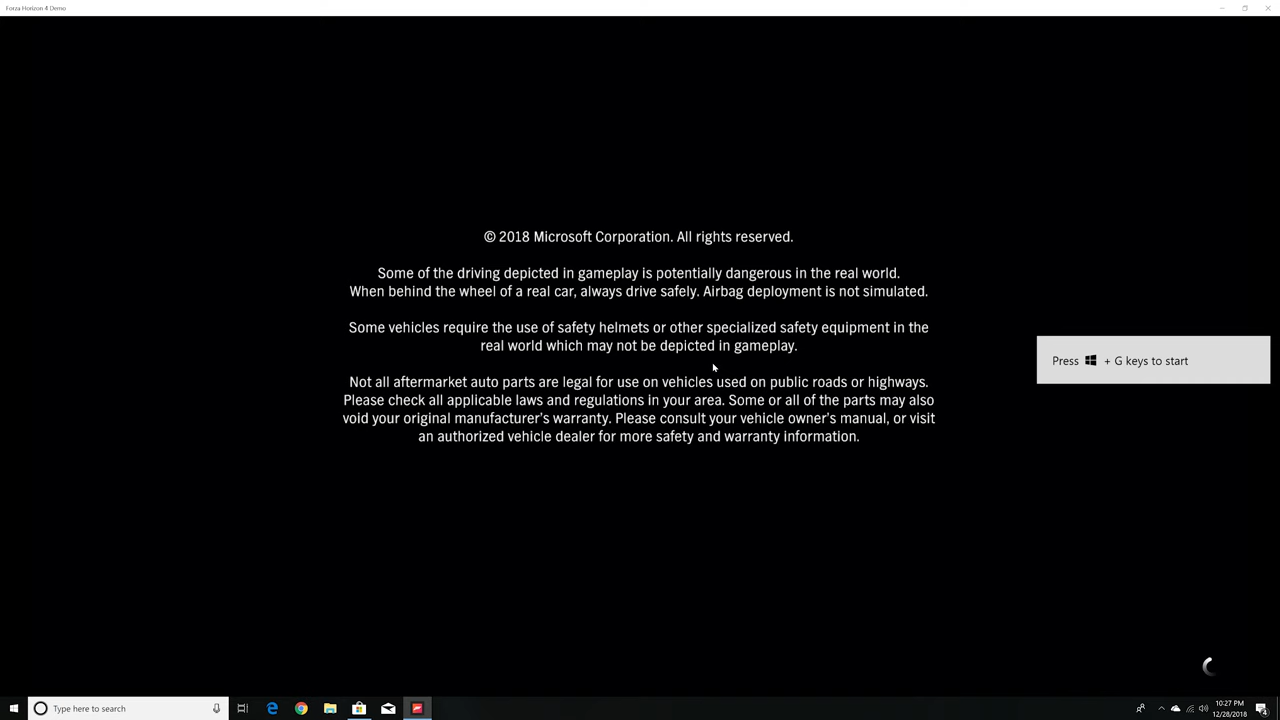 Forza Horizon 4 Demo
© 2018 Microsoft Corporation. All rights reserved.
Some of the driving depicted in gameplay is potentially dangerous in the real world.
When behind the wheel of a real car, always drive safely. Airbag deployment is not simulated.
Some vehicles require the use of safety helmets or other specialized safety equipment in the
real world which may not be depicted in gameplay.
Press + G keys to start
Not all aftermarket auto parts are legal for use on vehicles used on public roads or highways.
Please check all applicable laws and regulations in your area. Some or all of the parts may also
void your original manufacturer's warranty. Please consult your vehicle owner's manual, or visit
an authorized vehicle dealer for more safety and warranty information.
Type here to search
10:27 PM
12/28/2018
4